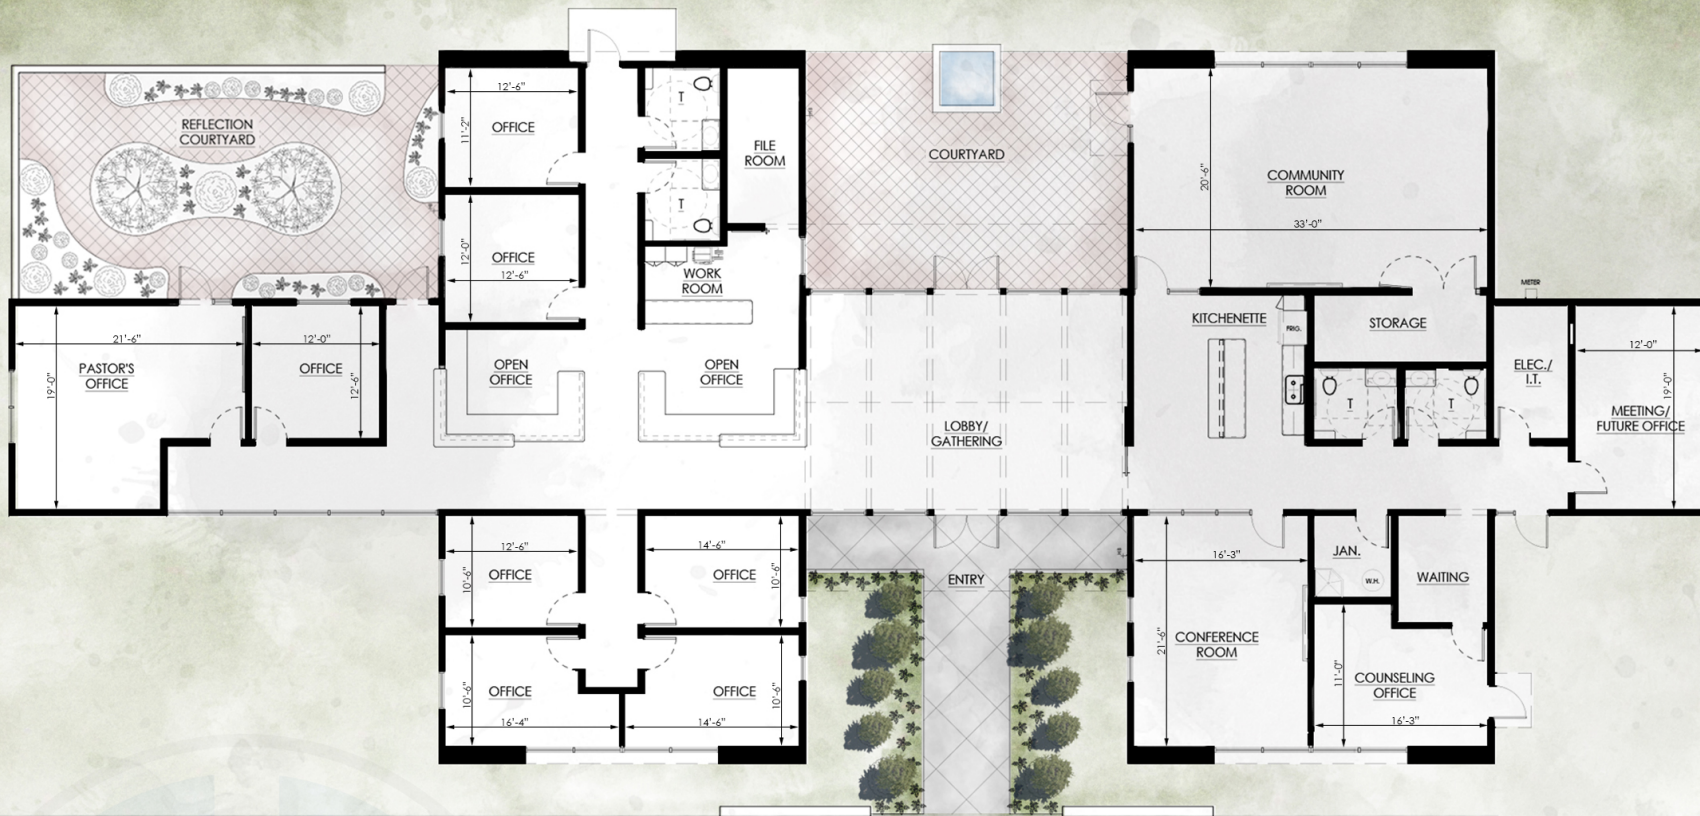 REFLECTION
COURTYARD
12'-6"
11'-2"
OFFICE
T
FILE
ROOM
T
COURTYARD
20'-6"
COMMUNITY
ROOM
33'-0"
12'-0"
OFFICE
12'-6"
WORK
ROOM
METER
21'-6"
19'-0"
PASTOR'S
OFFICE
12'-0"
OFFICE
12'-6"
OPEN
OFFICE
OPEN
OFFICE
LOBBY/
GATHERING
KITCHENETTE
FRIG.
STORAGE
T
T
ELEC./
I.T.
12'-0"
19'-0"
MEETING/
FUTURE OFFICE
12'-6"
10'-6"
OFFICE
14'-6"
OFFICE
10'-6"
ENTRY
16'-3"
JAN.
W.H.
WAITING
21'-6"
CONFERENCE
ROOM
10'-6"
OFFICE
16'-4"
OFFICE
10'-6"
14'-6"
11'-0"
COUNSELING
OFFICE
16'-3"